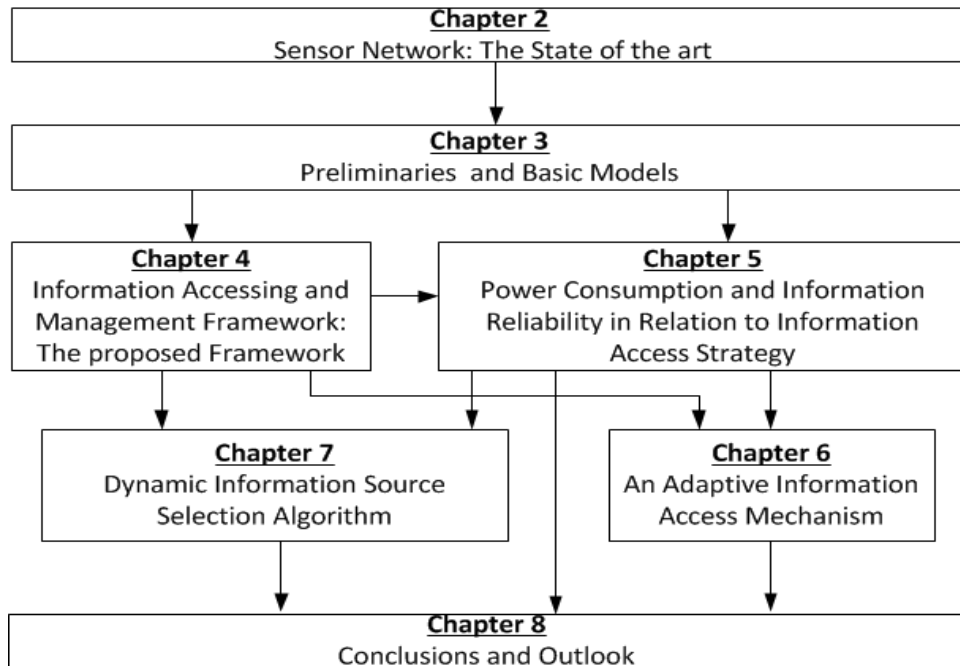 Chapter 2
Sensor Network: The State of the art
Chapter 3
Preliminaries and Basic Models
Chapter 4
Information Accessing and
Management Framework:
The proposed Framework
Chapter 5
Power Consumption and Information
Reliability in Relation to Information
Access Strategy
Chapter 7
Dynamic Information Source
Selection Algorithm
Chapter 6
An Adaptive Information
Access Mechanism
Chapter 8
Conclusions and Outlook